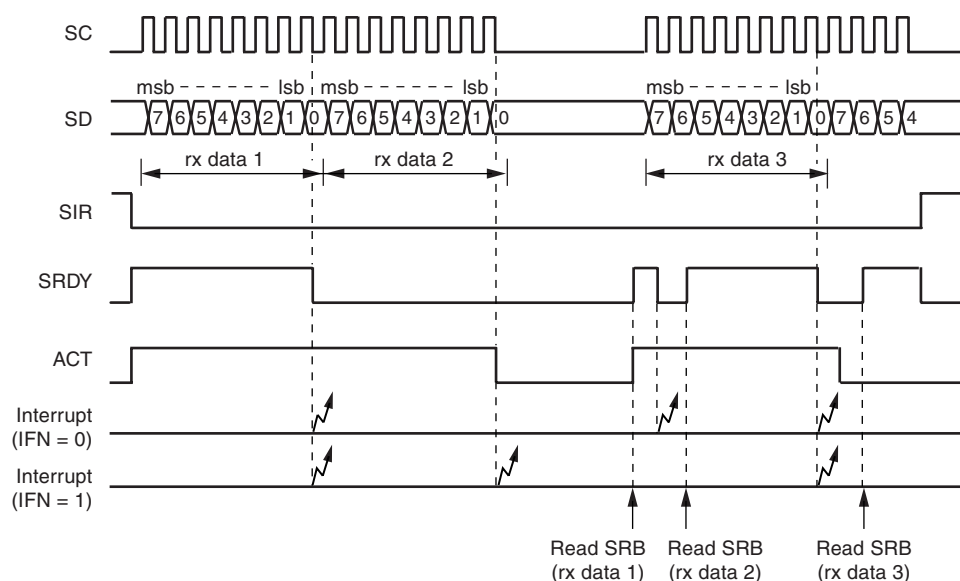 SC
msb - - - - - - lsb msb - - - - - - lsb msb - - - - - - lsb
SD 7 6 5 4 3 2 1 0 7 6 5 4 3 2 1 0 7 6 5 4 3 2 1 0 7 6 5 4
rx data 1 rx data 2 rx data 3
SIR
SRDY
ACT
Interrupt
(IFN = 0)
Interrupt
(IFN = 1)
Read SRB Read SRB Read SRB
(rx data 1) (rx data 2) (rx data 3)